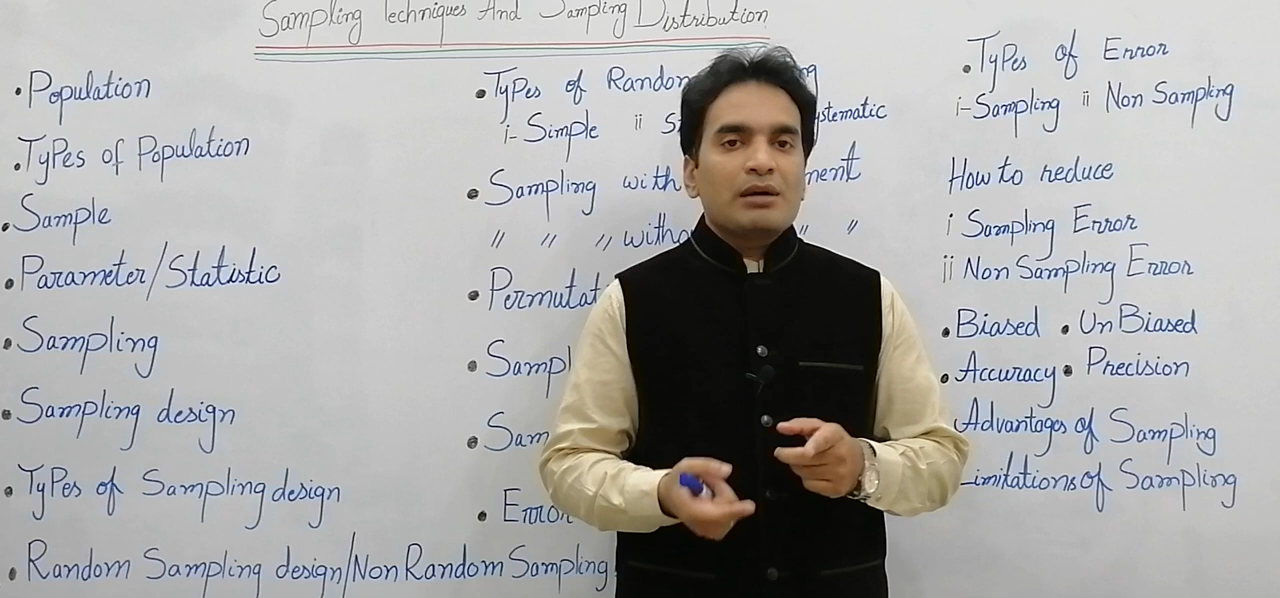 Sampling Techniques And Sampling Distribution
• Population
• Types of Population
• Sample
• Parameter/Statistic
• Sampling
• Sampling design
• Types of Sampling design
• Random Sampling design/Non Random Sampling
• Types of Random
i- Simple ii ystematic
• Sampling with ment
" " " witho " "
• Permutat
• Sampl
• Sam
• Error
• Types of Error
i- Sampling ii Non Sampling
How to reduce
i Sampling Error
ii Non Sampling Error
• Biased • UnBiased
• Accuracy • Precision
Advantages of Sampling
Limitations of Sampling